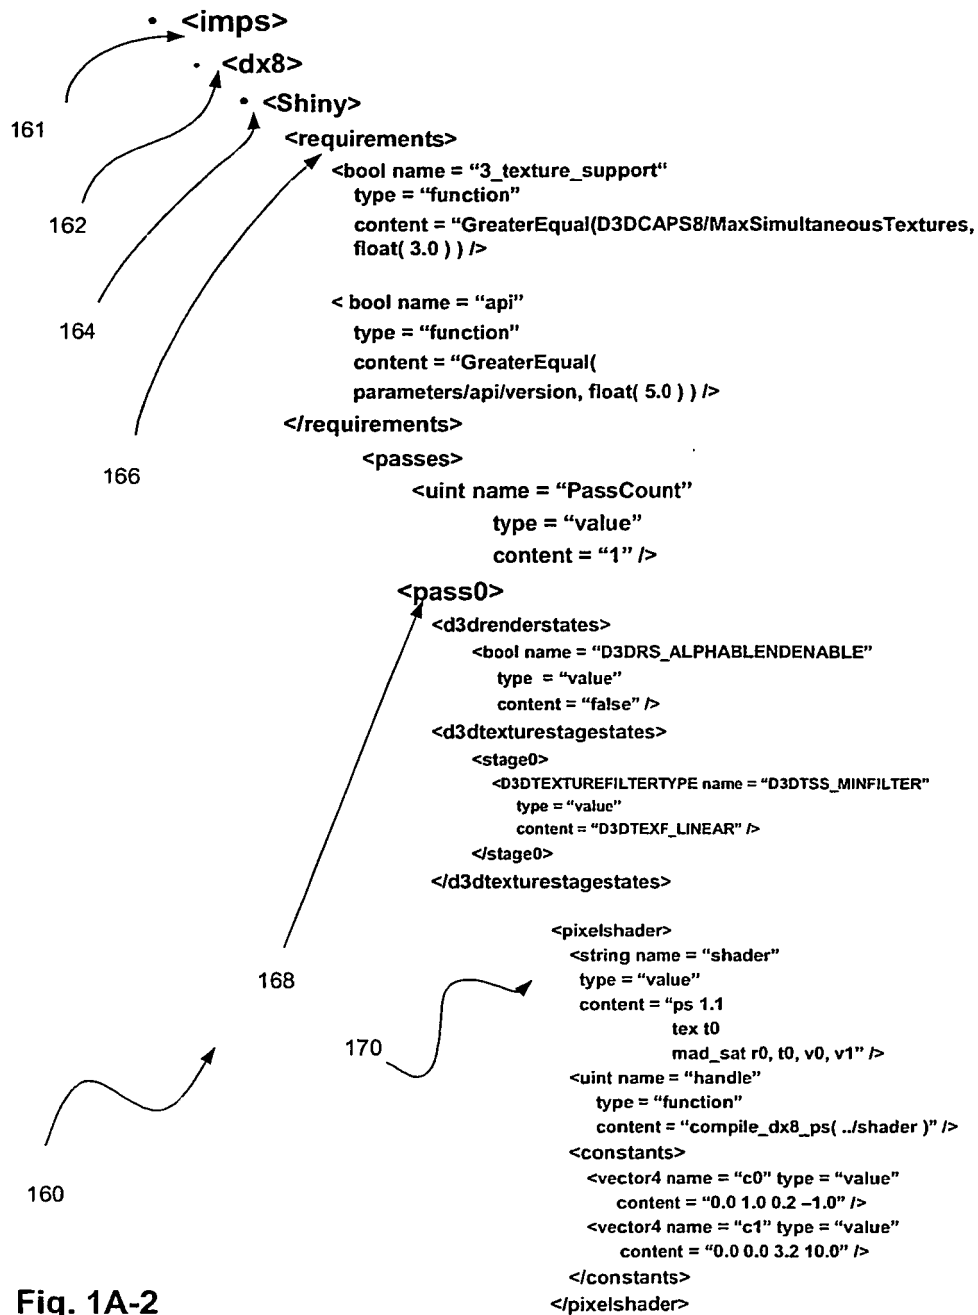 • <imps>
• <dx8>
• <Shiny>
161
<requirements>
<bool name = “3_texture_support“
type = “function”
162
content = “GreaterEqual(D3DCAPS8/MaxSimultaneousTextures,
float( 3.0 ) ) />
< bool name = “api”
164
type = “function”
content = “GreaterEqual(
parameters/api/version, float( 5.0 ) ) />
</requirements>
166
<passes>
<uint name = “PassCount”
type = “value”
content = “1” />
<pass0>
<d3drenderstates>
<bool name = “D3DRS_ALPHABLENDENABLE”
type = “value”
content = “false” />
<d3dtexturestagestates>
<stage0>
<D3DTEXTUREFILTERTYPE name = “D3DTSS_MINFILTER”
type = “value”
content = “D3DTEXF_LINEAR” />
</stage0>
</d3dtexturestagestates>
<pixelshader>
<string name = “shader”
168
type = “value”
content = “ps 1.1
tex t0
170
mad_sat r0, t0, v0, v1” />
<uint name = “handle”
type = “function”
content = “compile_dx8_ps( ../shader )” />
<constants>
<vector4 name = “c0” type = “value”
160
content = “0.0 1.0 0.2 –1.0” />
<vector4 name = “c1” type = “value”
content = “0.0 0.0 3.2 10.0” />
</constants>
</pixelshader>
Fig. 1A-2